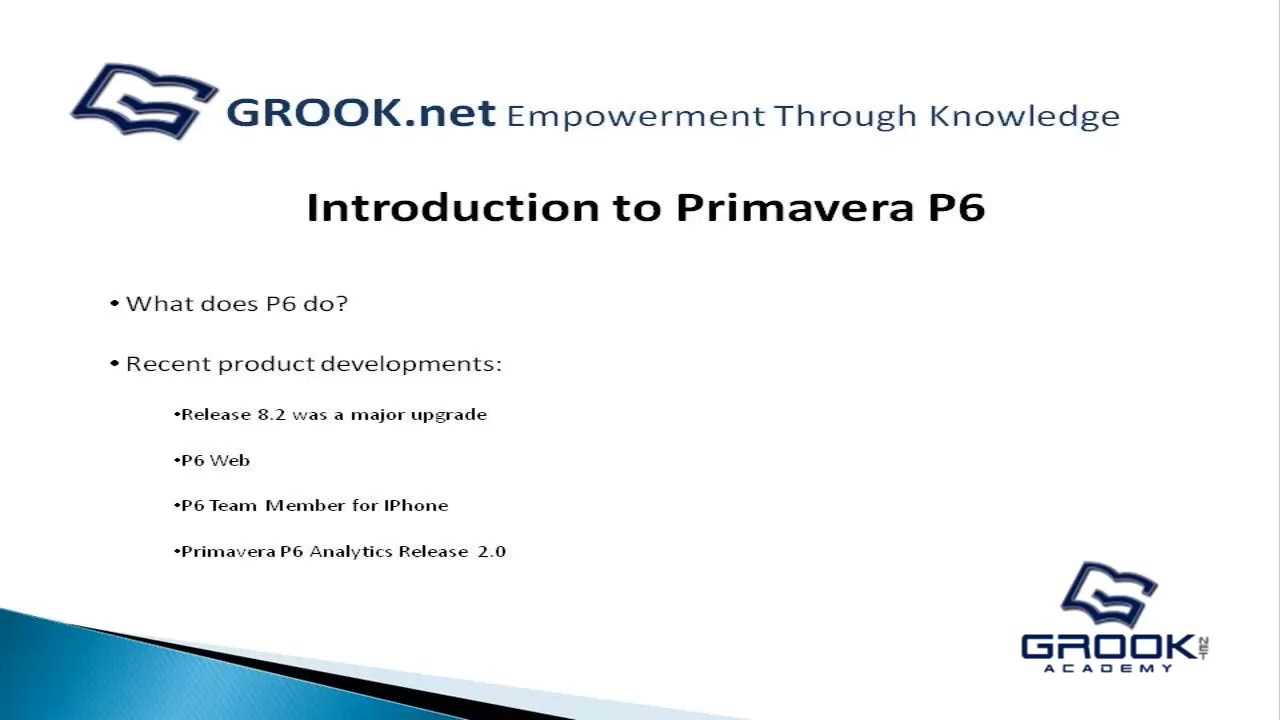 GROOK.net Empowerment Through Knowledge
Introduction to Primavera P6
• What does P6 do?
• Recent product developments:
•Release 8.2 was a major upgrade
•P6 Web
•P6 Team Member for IPhone
•Primavera P6 Analytics Release 2.0
GROOK.NET
ACADEMY